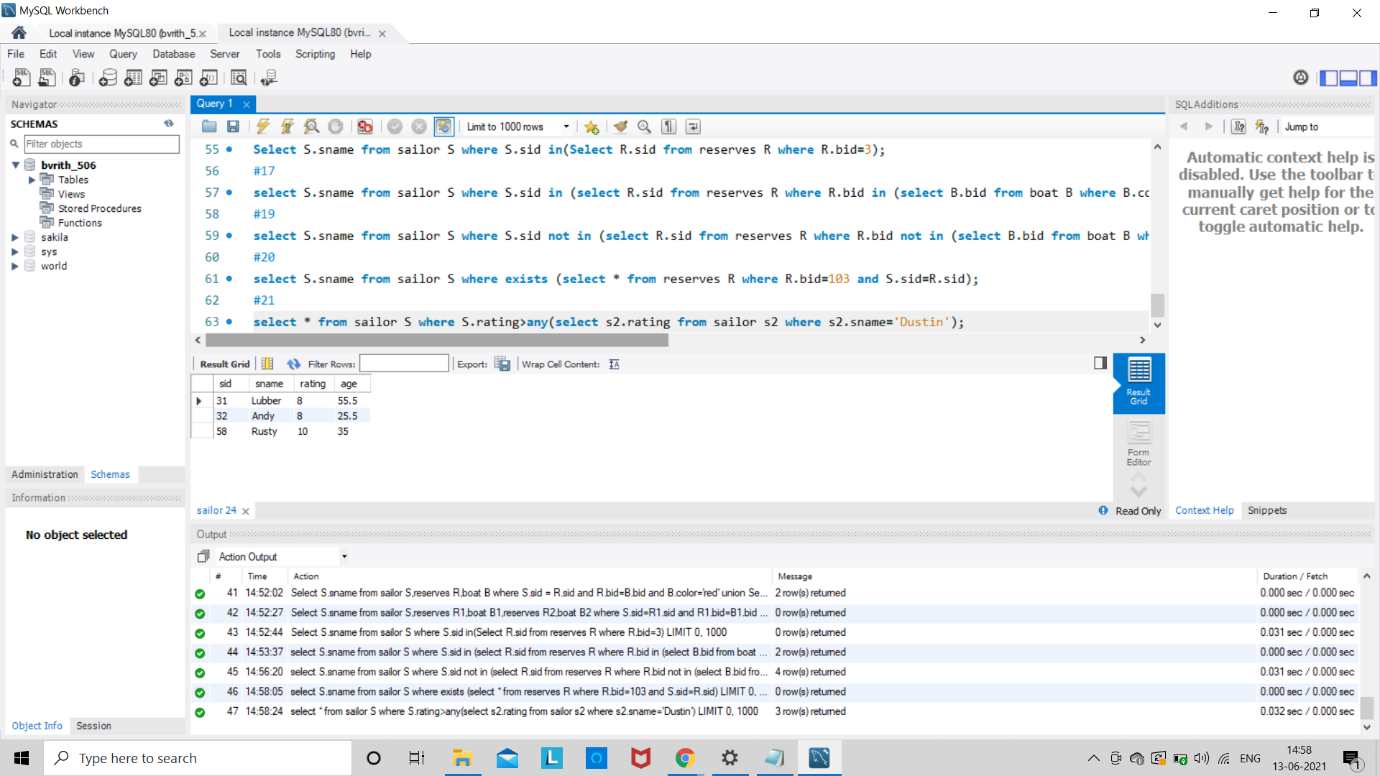 MySQL Workbench
Local instance MySQL80 (bvrith_5.x Local instance MySQL80 (bvri... x
File Edit View Query Database Server Tools Scripting Help
Navigator
SCHEMAS
Filter objects
bvrith_506
Tables
Views
Stored Procedures
Functions
sakila
sys
world
Administration Schemas
Information
No object selected
Object Info Session
Query 1 x
Limit to 1000 rows
55 Select S.sname from sailor S where S.sid in(Select R.sid from reserves R where R.bid=3);
56 #17
57 select S.sname from sailor S where S.sid in (select R.sid from reserves R where R.bid in (select B.bid from boat B where B.co
58 #19
59 select S.sname from sailor S where S.sid not in (select R.sid from reserves R where R.bid not in (select B.bid from boat B wh
60 #20
61 select S.sname from sailor S where exists (select * from reserves R where R.bid=103 and S.sid=R.sid);
62 #21
63 select * from sailor S where S.rating>any(select s2.rating from sailor s2 where s2.sname='Dustin');
Result Grid Filter Rows: Export: Wrap Cell Content:
sid sname rating age
31 Lubber 8 55.5
32 Andy 8 25.5
58 Rusty 10 35
Result Grid
Form Editor
sailor 24 x
Read Only
SQLAdditions
Jump to
Automatic context help is
disabled. Use the toolbar t
manually get help for the
current caret position or to
toggle automatic help.
Context Help Snippets
Output
Action Output
# Time Action Message Duration / Fetch
41 14:52:02 Select S.sname from sailor S,reserves R,boat B where S.sid = R.sid and R.bid=B.bid and B.color='red' union Se... 2 row(s) returned 0.000 sec / 0.000 sec
42 14:52:27 Select S.sname from sailor S,reserves R1,boat B1,reserves R2,boat B2 where S.sid=R1.sid and R1.bid=B1.bid ... 0 row(s) returned 0.000 sec / 0.000 sec
43 14:52:44 Select S.sname from sailor S where S.sid in(Select R.sid from reserves R where R.bid=3) LIMIT 0, 1000 0 row(s) returned 0.031 sec / 0.000 sec
44 14:53:37 select S.sname from sailor S where S.sid in (select R.sid from reserves R where R.bid in (select B.bid from boat ... 2 row(s) returned 0.000 sec / 0.000 sec
45 14:56:20 select S.sname from sailor S where S.sid not in (select R.sid from reserves R where R.bid not in (select B.bid fro... 4 row(s) returned 0.031 sec / 0.000 sec
46 14:58:05 select S.sname from sailor S where exists (select * from reserves R where R.bid=103 and S.sid=R.sid) LIMIT 0, ... 0 row(s) returned 0.000 sec / 0.000 sec
47 14:58:24 select * from sailor S where S.rating>any(select s2.rating from sailor s2 where s2.sname='Dustin') LIMIT 0, 1000 3 row(s) returned 0.032 sec / 0.000 sec
Type here to search
L
ENG
14:58
13-06-2021
1